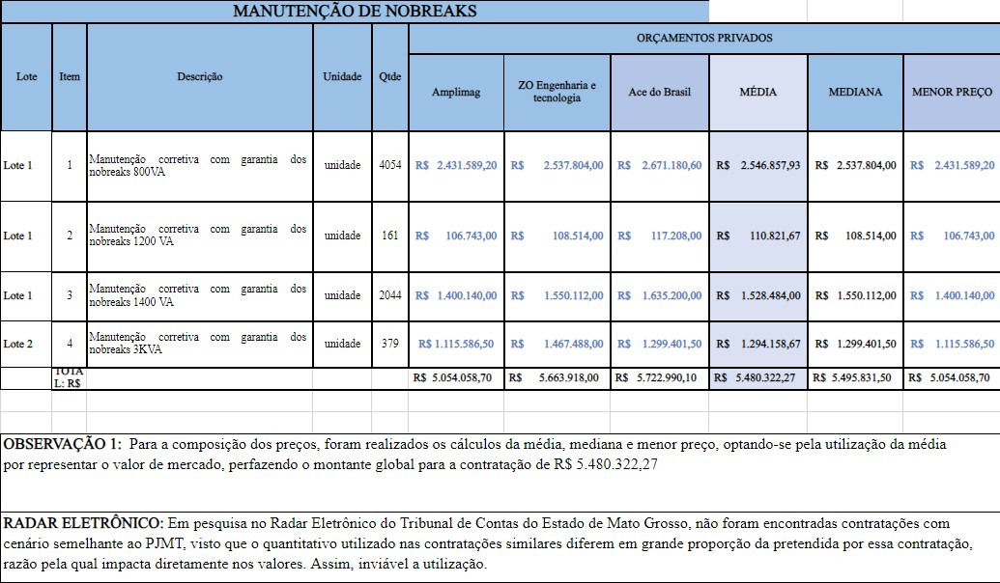 MANUTENÇÃO DE NOBREAKS
ORÇAMENTOS PRIVADOS
Lote Item Descrição Unidade Qtde Amplimag ZO Engenharia e tecnologia Ace do Brasil MÉDIA MEDIANA MENOR PREÇO
Lote 1 1 Manutenção corretiva com garantia dos nobreaks 800VA unidade 4054 R$ 2.431.589,20 R$ 2.537.804,00 R$ 2.671.180,60 R$ 2.546.857,93 R$ 2.537.804,00 R$ 2.431.589,20
Lote 1 2 Manutenção corretiva com garantia dos nobreaks 1200 VA unidade 161 R$ 106.743,00 R$ 108.514,00 R$ 117.208,00 R$ 110.821,67 R$ 108.514,00 R$ 106.743,00
Lote 1 3 Manutenção corretiva com garantia dos nobreaks 1400 VA unidade 2044 R$ 1.400.140,00 R$ 1.550.112,00 R$ 1.635.200,00 R$ 1.528.484,00 R$ 1.550.112,00 R$ 1.400.140,00
Lote 2 4 Manutenção corretiva com garantia dos nobreaks 3KVA unidade 379 R$ 1.115.586,50 R$ 1.467.488,00 R$ 1.299.401,50 R$ 1.294.158,67 R$ 1.299.401,50 R$ 1.115.586,50
TOTAL: R$ R$ 5.054.058,70 R$ 5.663.918,00 R$ 5.722.990,10 R$ 5.480.322,27 R$ 5.495.831,50 R$ 5.054.058,70
OBSERVAÇÃO 1: Para a composição dos preços, foram realizados os cálculos da média, mediana e menor preço, optando-se pela utilização da média
por representar o valor de mercado, perfazendo o montante global para a contratação de R$ 5.480.322,27
RADAR ELETRÔNICO: Em pesquisa no Radar Eletrônico do Tribunal de Contas do Estado de Mato Grosso, não foram encontradas contratações com
cenário semelhante ao PJMT, visto que o quantitativo utilizado nas contratações similares diferem em grande proporção da pretendida por essa contratação,
razão pela qual impacta diretamente nos valores. Assim, inviável a utilização.